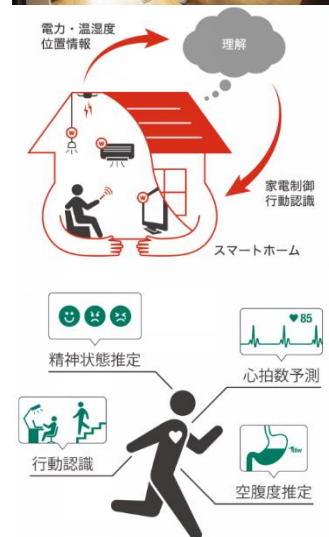 電力・温湿度
位置情報
理解
W
W
W
家電制御
行動認識
スマートホーム
85
精神状態推定
心拍数予測
行動認識
空腹度推定